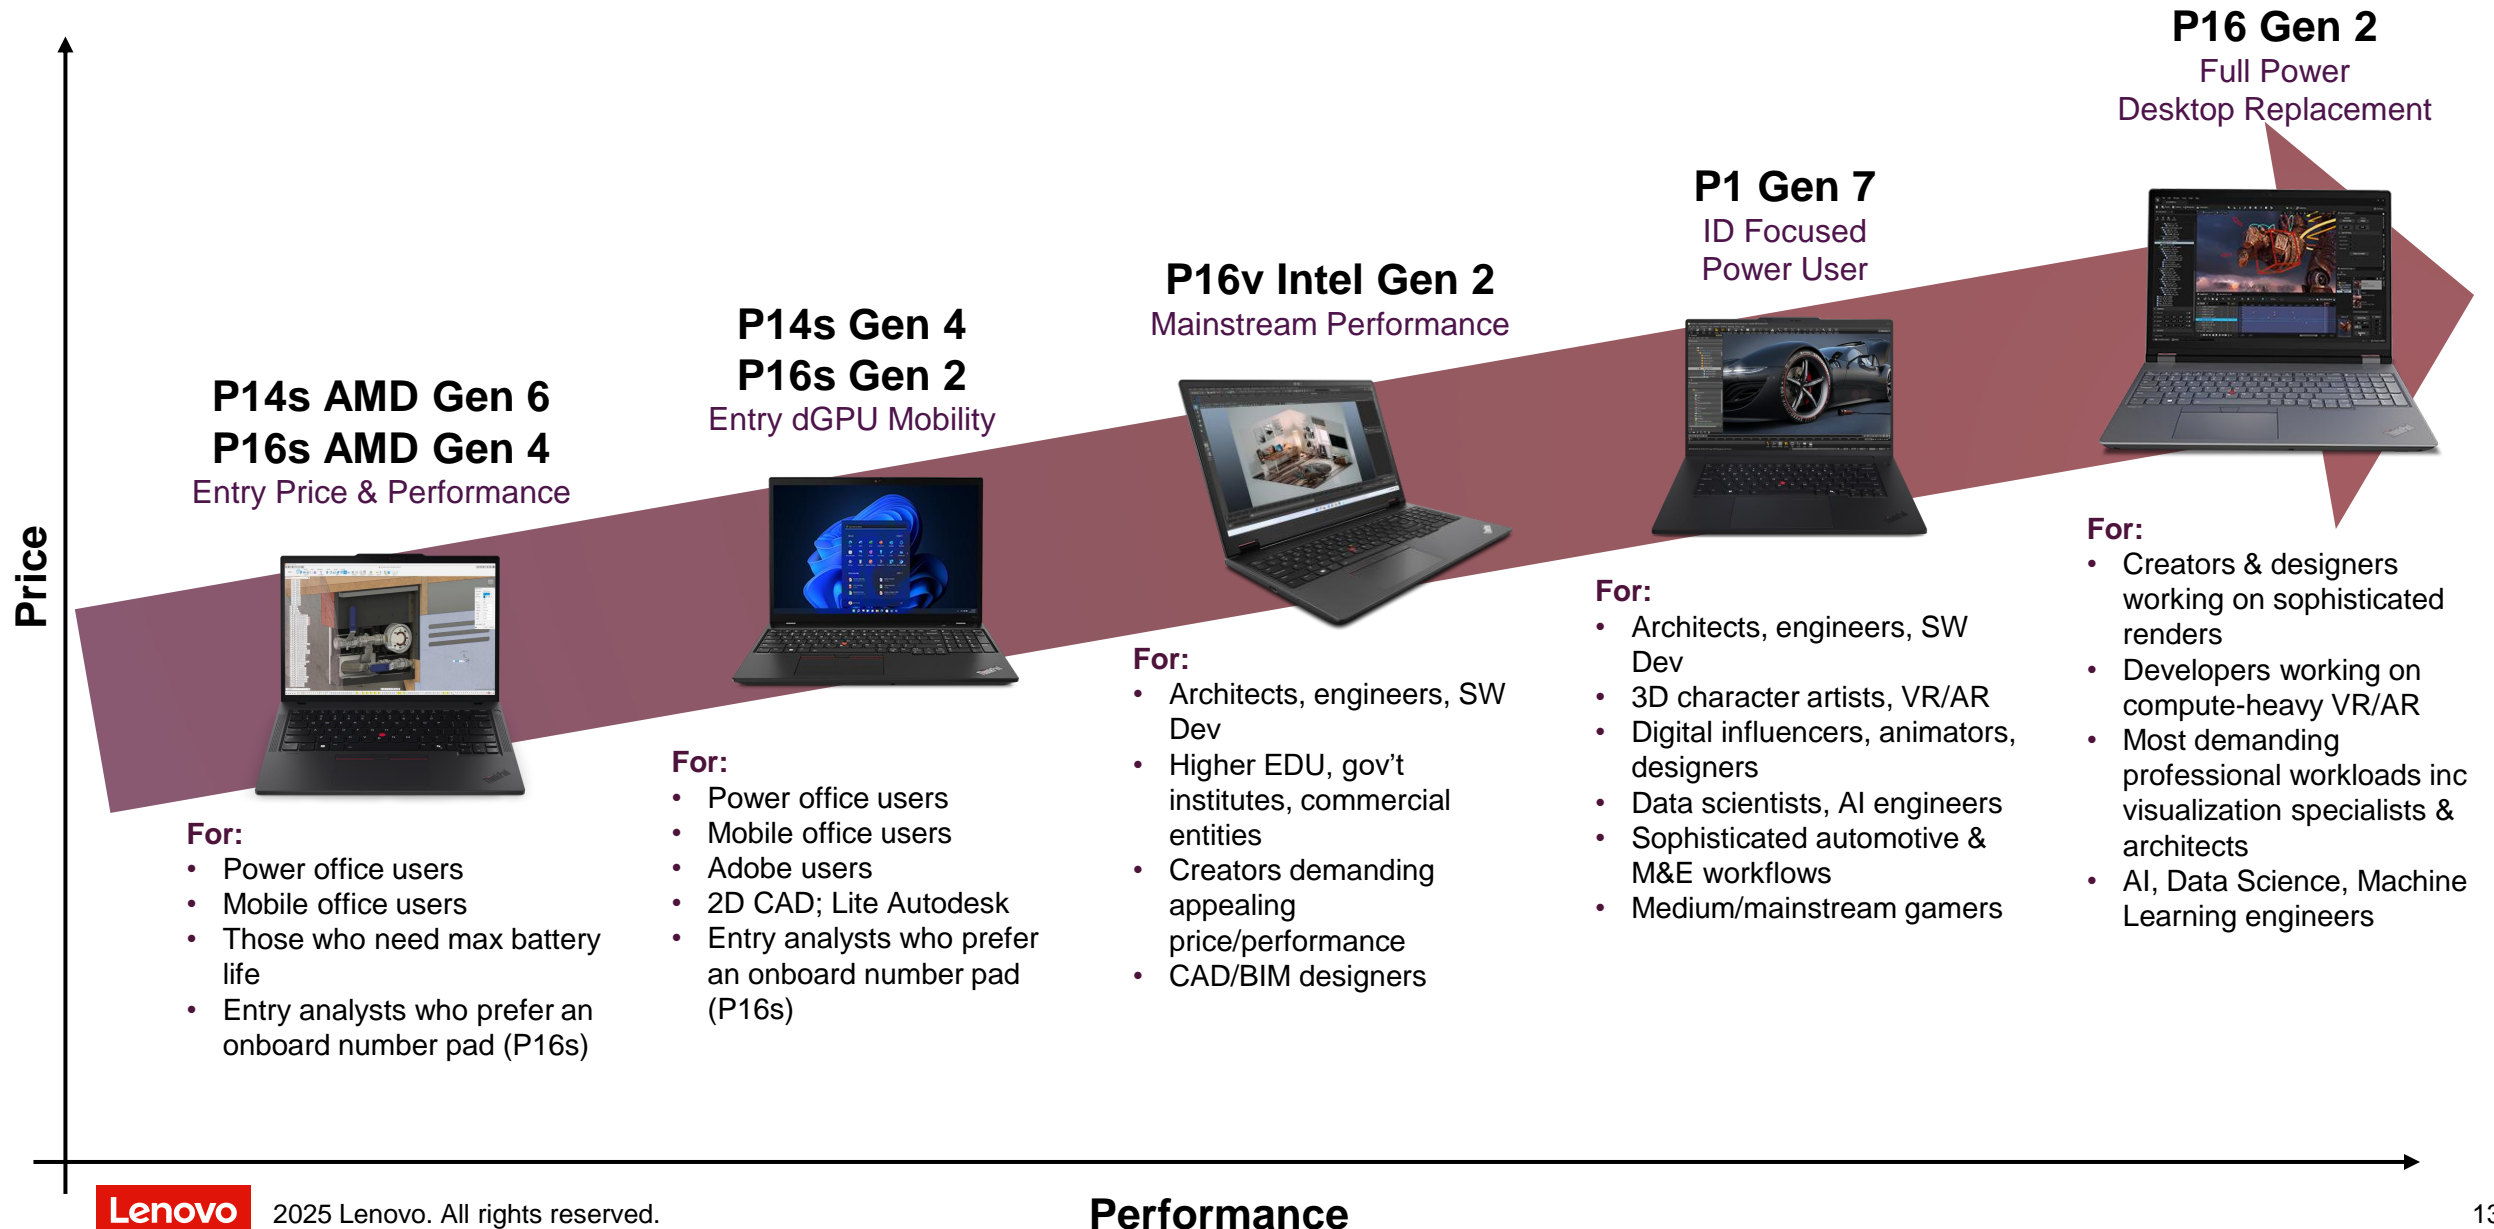 P16 Gen 2
Full Power
Desktop Replacement
P1 Gen 7
ID Focused
Power User
P16v Intel Gen 2
Mainstream Performance
P14s Gen 4
P16s Gen 2
Entry dGPU Mobility
P14s AMD Gen 6
P16s AMD Gen 4
Entry Price & Performance
Price
For:
• Power office users
• Mobile office users
• Those who need max battery
life
• Entry analysts who prefer an
onboard number pad (P16s)
For:
• Power office users
• Mobile office users
• Adobe users
• 2D CAD; Lite Autodesk
• Entry analysts who prefer
an onboard number pad
(P16s)
For:
• Architects, engineers, SW
Dev
• Higher EDU, gov't
institutes, commercial
entities
• Creators demanding
appealing
price/performance
• CAD/BIM designers
For:
• Architects, engineers, SW
Dev
• 3D character artists, VR/AR
• Digital influencers, animators,
designers
• Data scientists, AI engineers
• Sophisticated automotive &
M&E workflows
• Medium/mainstream gamers
For:
• Creators & designers
working on sophisticated
renders
• Developers working on
compute-heavy VR/AR
• Most demanding
professional workloads inc
visualization specialists &
architects
• AI, Data Science, Machine
Learning engineers
Lenovo
2025 Lenovo. All rights reserved.
Performance